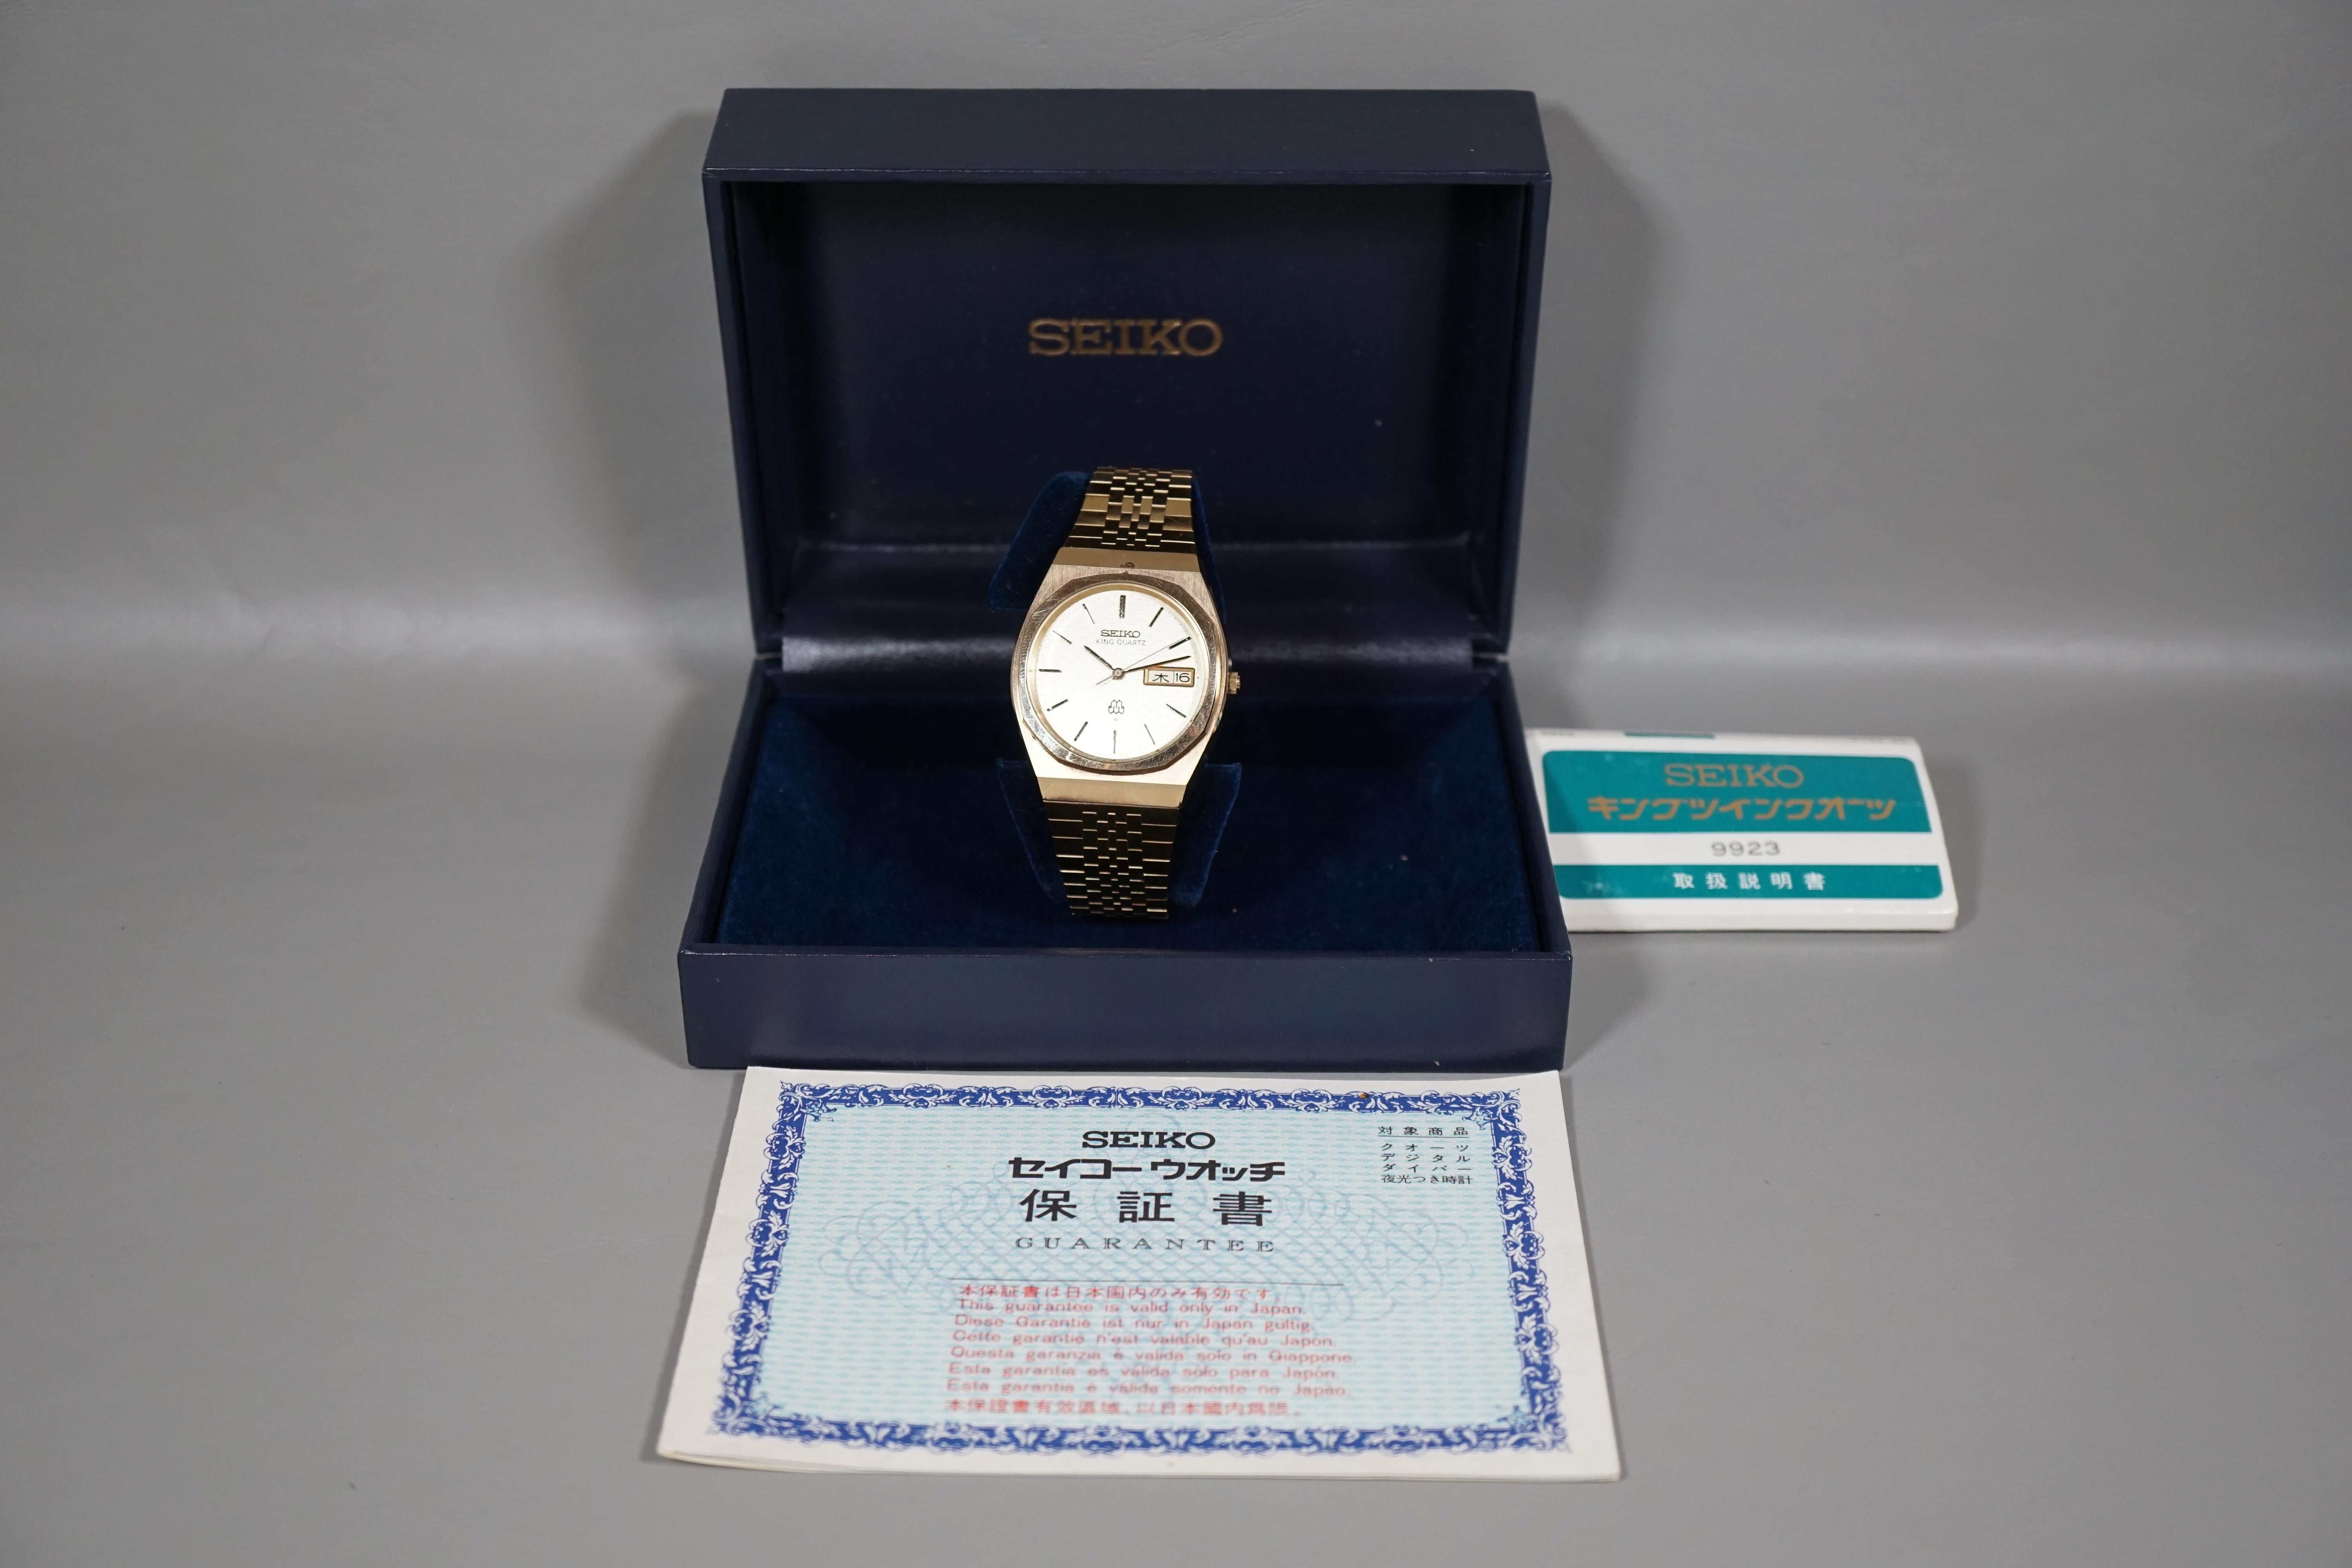 SEIKO
SEIKO
KING QUARTZ
木 16
SEIKO
キングツインクオーツ
9923
取扱説明書
SEIKO
セイコーウオッチ
保証書
GUARANTEE
対象商品
クオーツ
デジタル
ダイバー
夜光つき時計
本保証書は日本国内のみ有効です
This guarantee is valid only in Japan.
Diese Garantie ist nur in Japan gültig.
Cette garantie n'est valable qu'au Japon.
Questa garanzia è valida solo in Giappone.
Esta garantía es válida sólo para Japón.
Esta garantia é válida somente no Japão.
本保證書有效區域、以日本國内爲限。